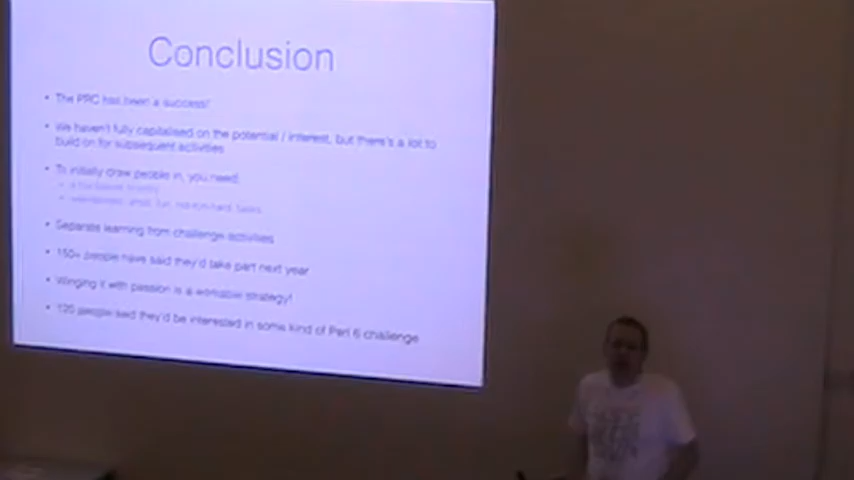 Conclusion
• The PRC has been a success!
• We haven't fully capitalised on the potential / interest, but there's a lot to
build on for subsequent activities
• To initially draw people in, you need:
• Separate learning from challenge activities
• 150+ people have said they'd take part next year
• Winging it with passion is a workable strategy!
• 120 people said they'd be interested in some kind of Perl 6 challenge